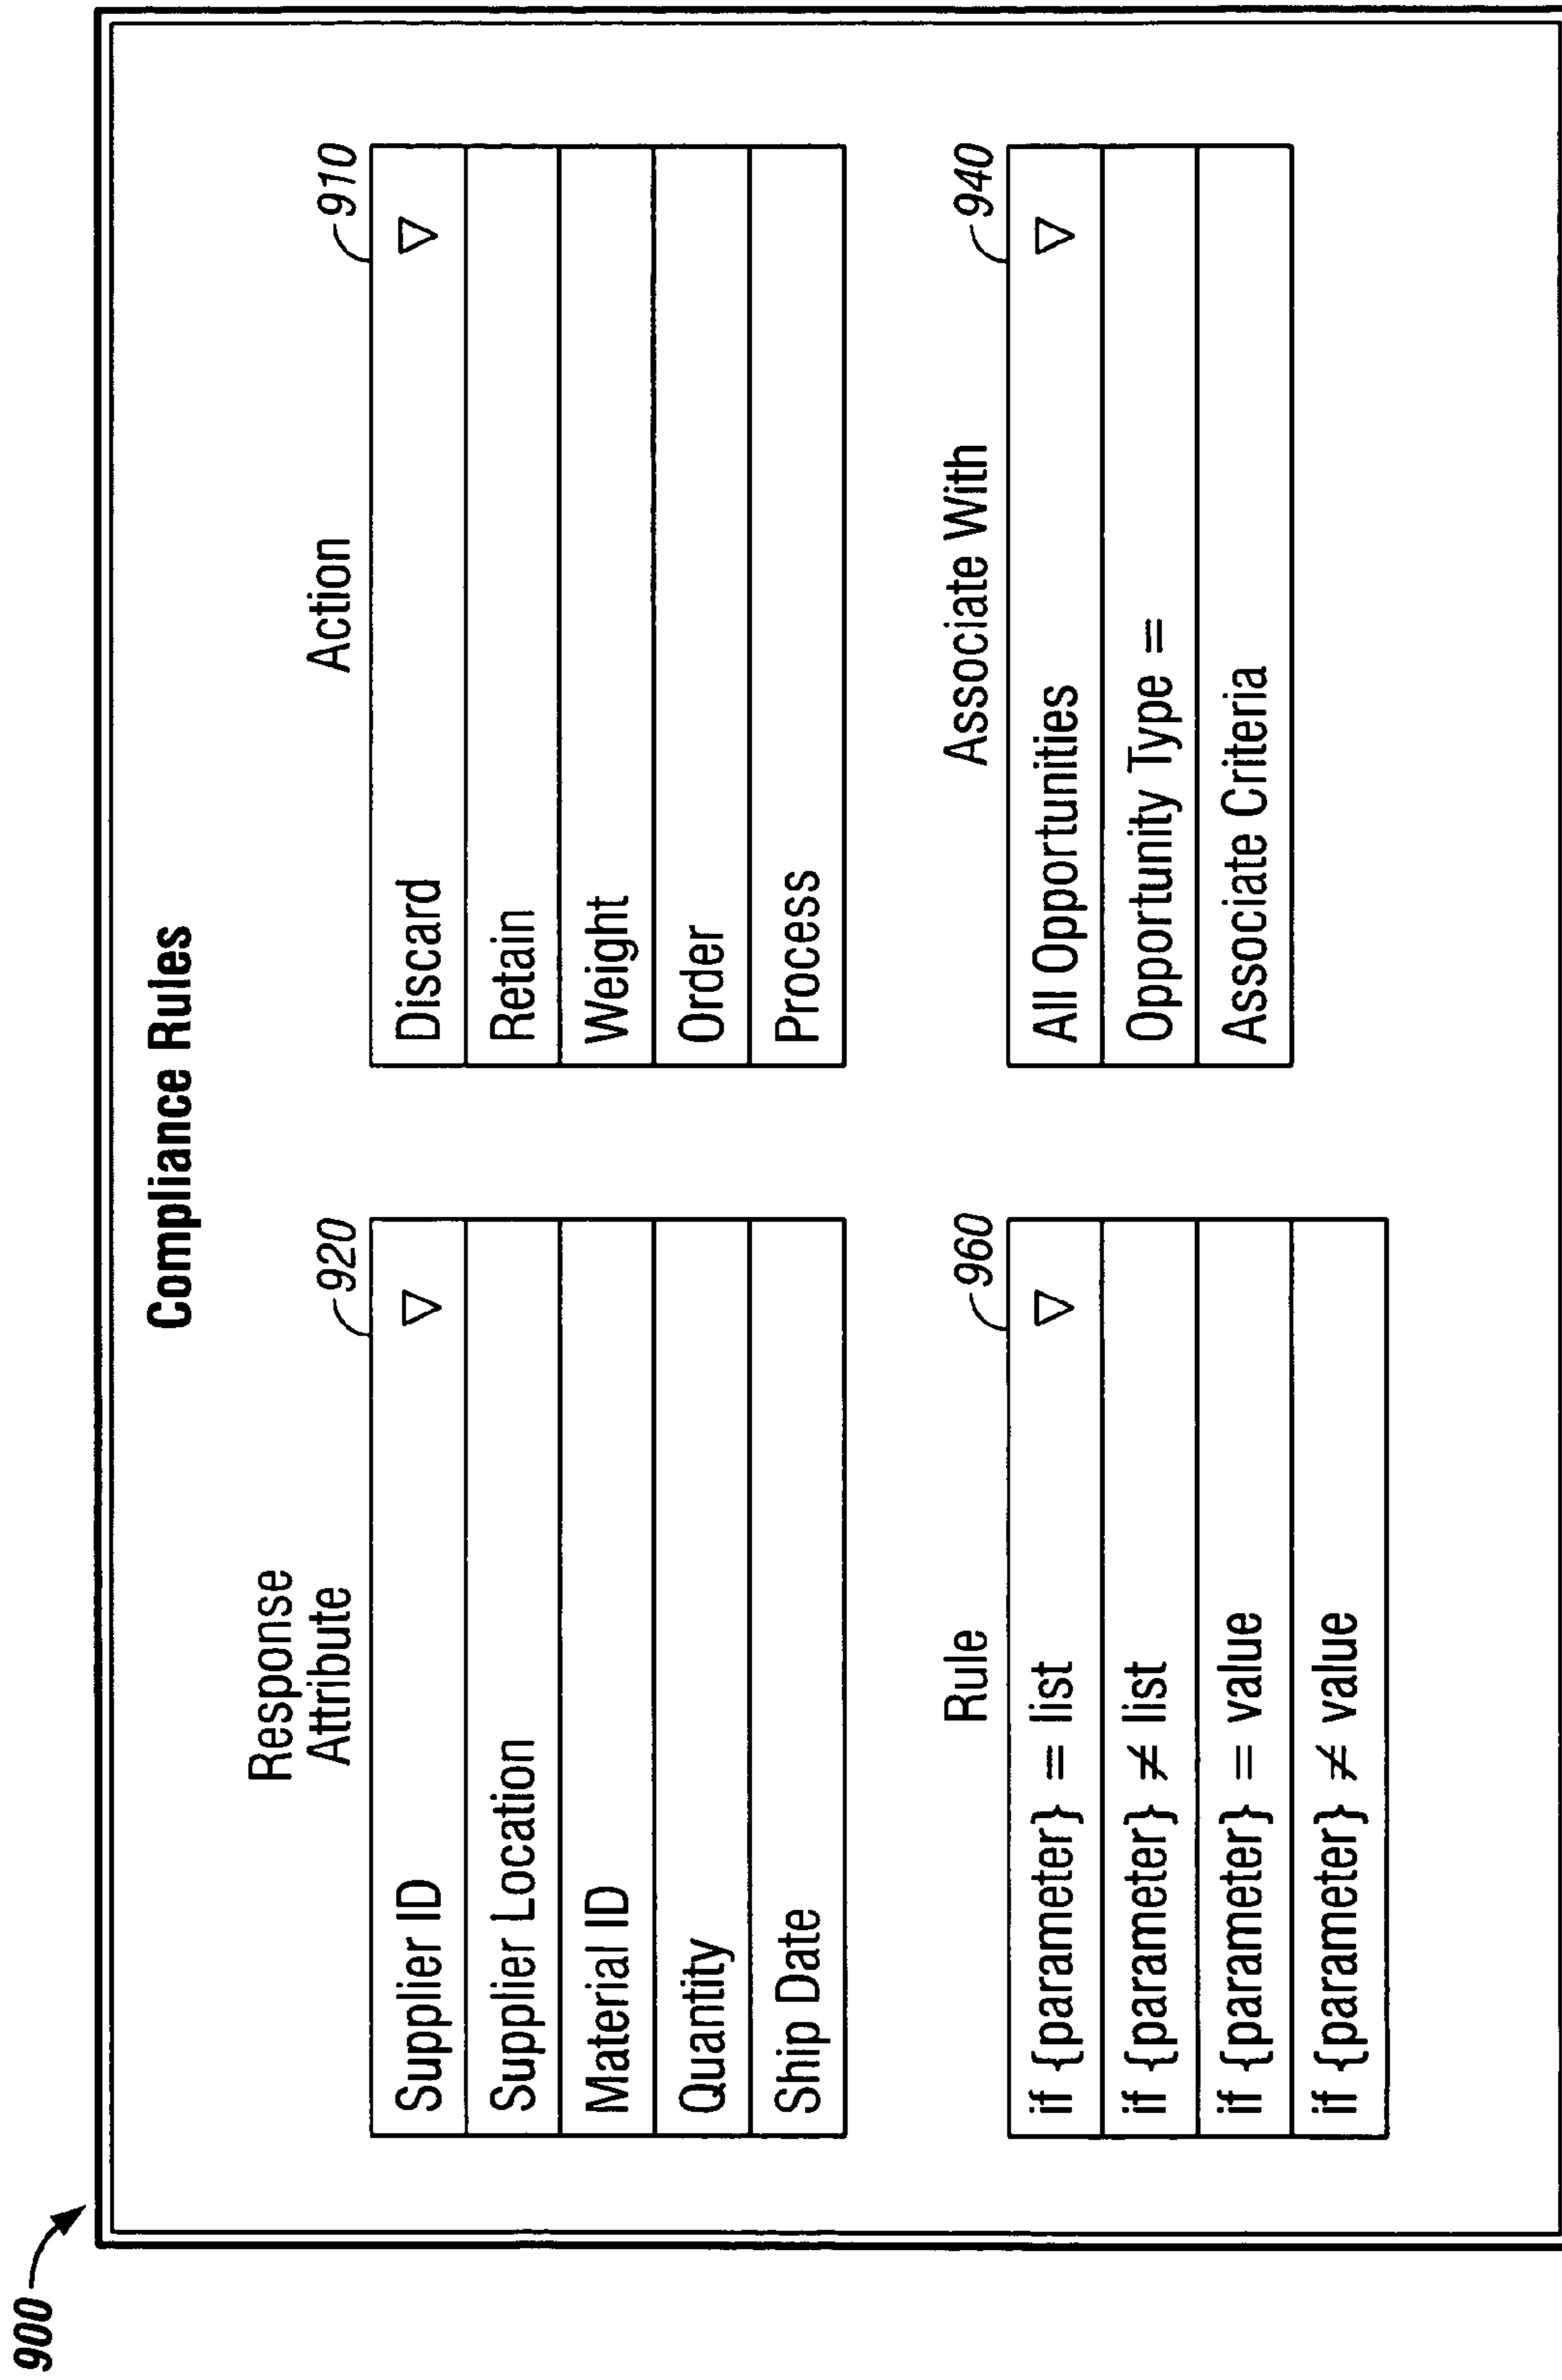 900
Compliance Rules
Response
Attribute
920
Supplier ID
Supplier Location
Material ID
Quantity
Ship Date
Action
910
Discard
Retain
Weight
Order
Process
Rule
960
if {parameter} = list
if {parameter} ≠ list
if {parameter} = value
if {parameter} ≠ value
Associate With
940
All Opportunities
Opportunity Type =
Associate Criteria